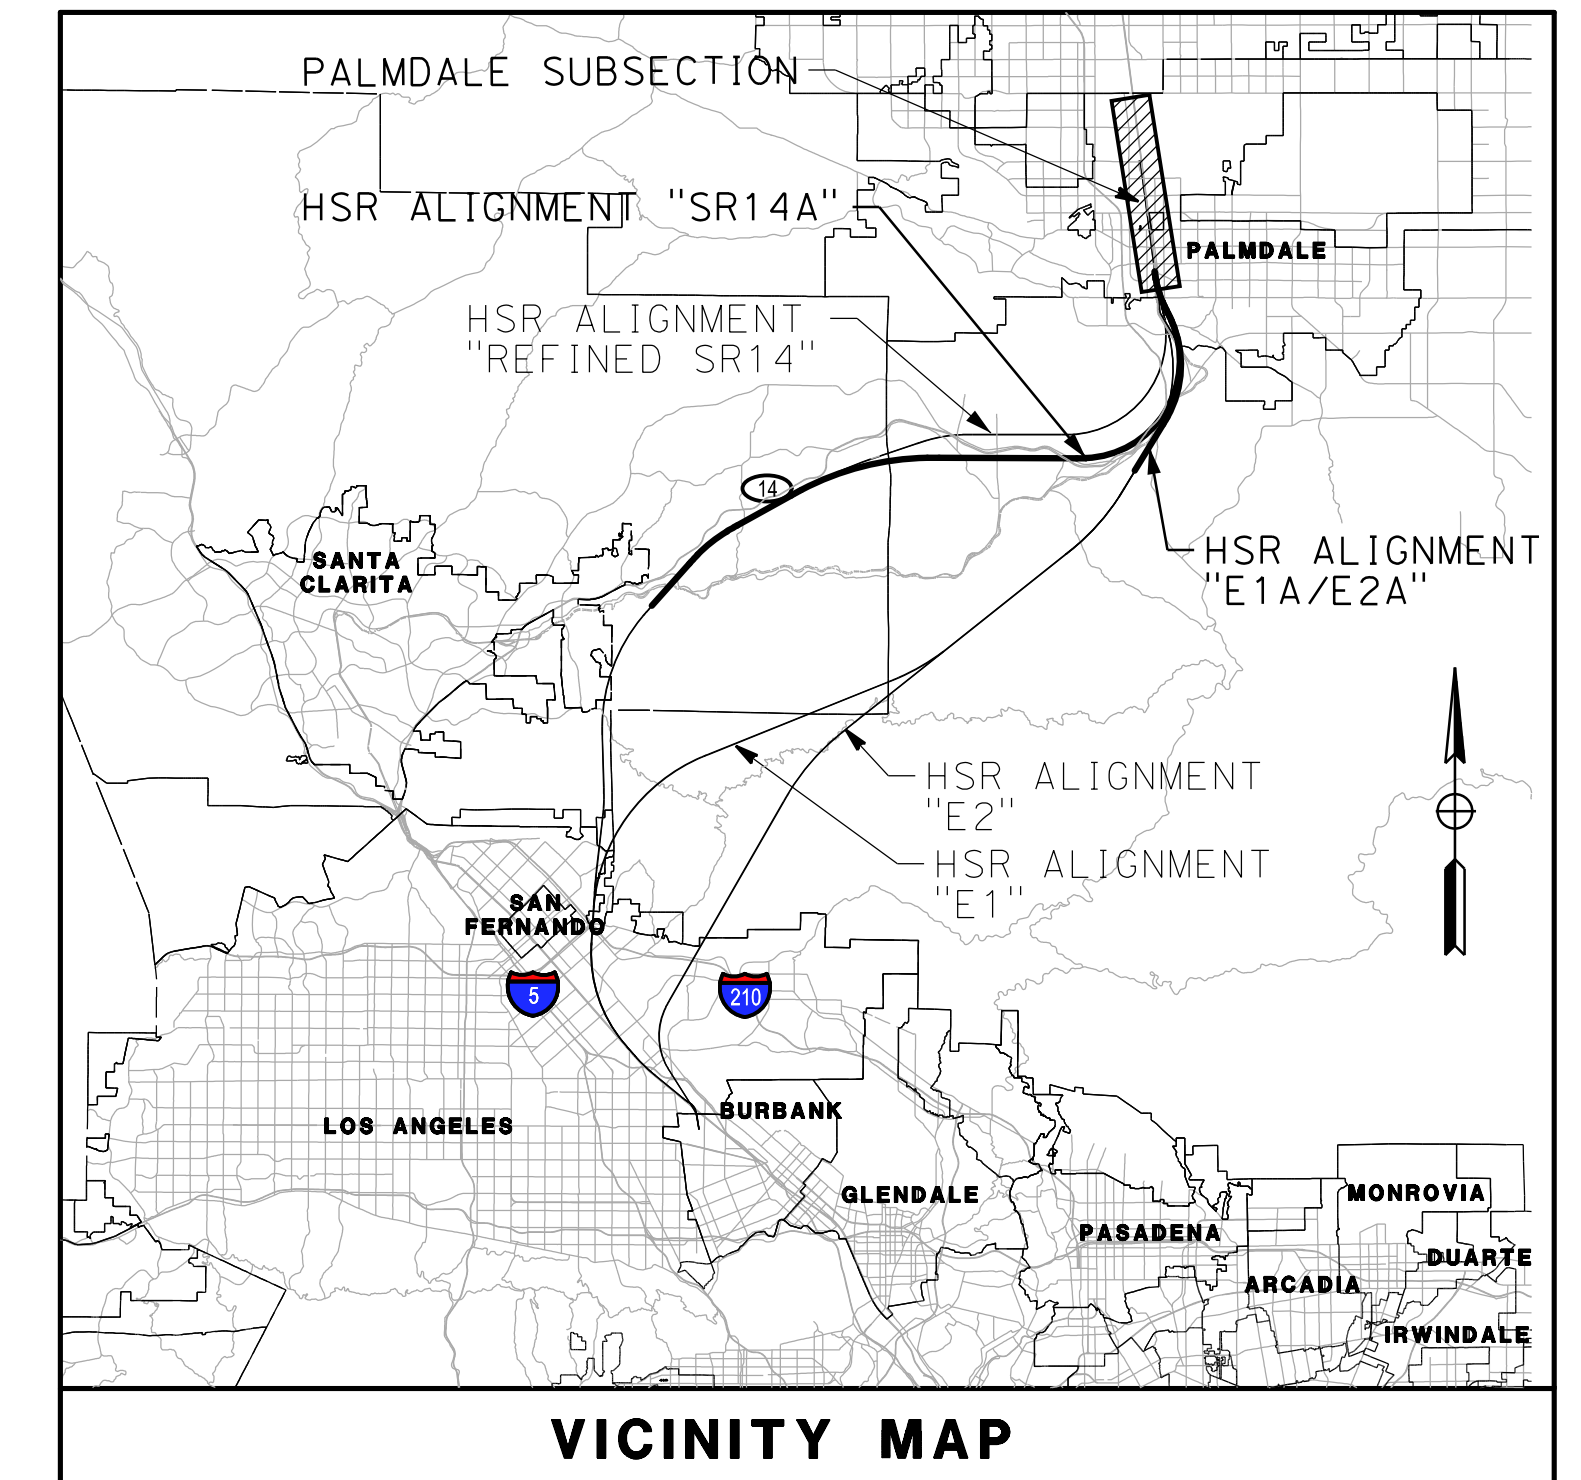 PALMDALE SUBSECTION
HSR ALIGNMENT "SR14A"
PALMDALE
HSR ALIGNMENT
"REFINED SR14"
14
SANTA
CLARITA
HSR ALIGNMENT
"E1A/E2A"
HSR ALIGNMENT
"E2"
HSR ALIGNMENT
"E1"
SAN
FERNANDO
5
210
BURBANK
LOS ANGELES
GLENDALE
MONROVIA
PASADENA
DUARTE
ARCADIA
IRWINDALE
VICINITY MAP